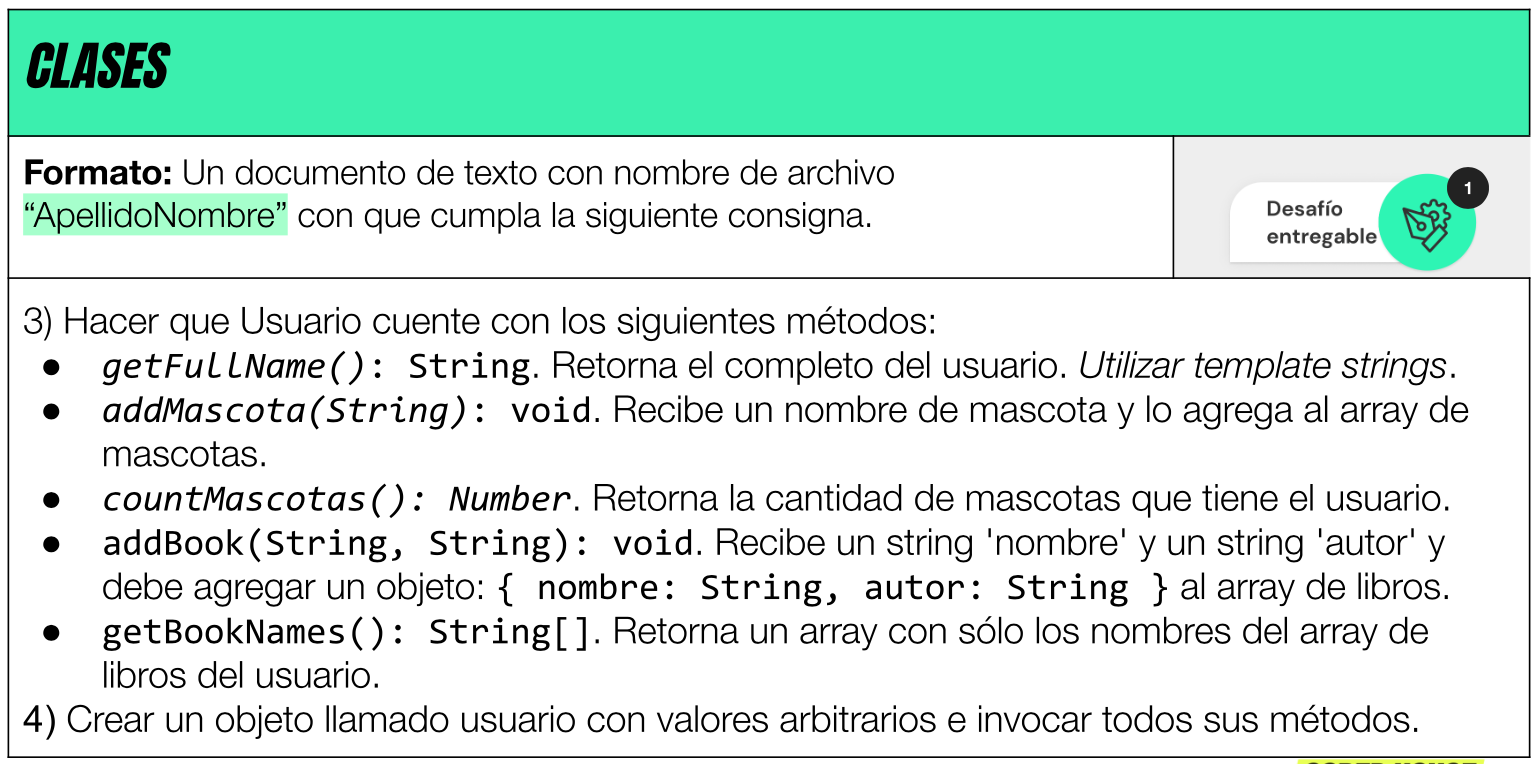 CLASES
Formato: Un documento de texto con nombre de archivo
“ApellidoNombre” con que cumpla la siguiente consigna.
1
Desafío
entregable
3) Hacer que Usuario cuente con los siguientes métodos:
● getFullName(): String. Retorna el completo del usuario. Utilizar template strings.
● addMascota(String): void. Recibe un nombre de mascota y lo agrega al array de
mascotas.
● countMascotas(): Number. Retorna la cantidad de mascotas que tiene el usuario.
● addBook(String, String): void. Recibe un string 'nombre' y un string 'autor' y
debe agregar un objeto: { nombre: String, autor: String } al array de libros.
● getBookNames(): String[]. Retorna un array con sólo los nombres del array de
libros del usuario.
4) Crear un objeto llamado usuario con valores arbitrarios e invocar todos sus métodos.